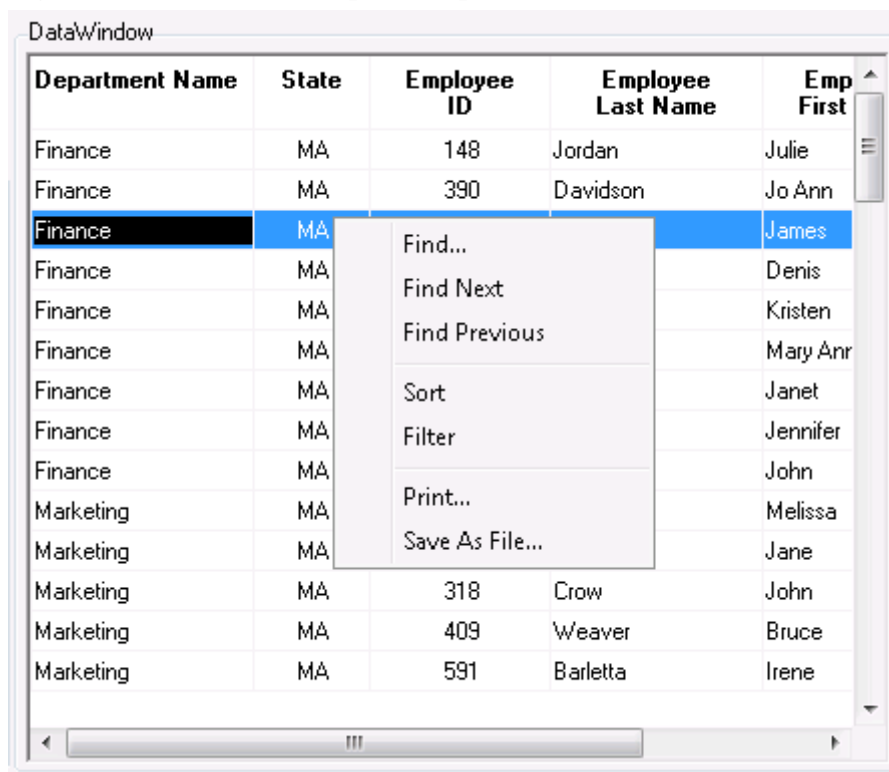 DataWindow
Department Name State Employee ID Employee Last Name Emp First
Finance MA 148 Jordan Julie
Finance MA 390 Davidson Jo Ann
Finance MA James
Finance MA Denis
Finance MA Kristen
Finance MA Mary Ann
Finance MA Janet
Finance MA Jennifer
Finance MA John
Marketing MA Melissa
Marketing MA Jane
Marketing MA 318 Crow John
Marketing MA 409 Weaver Bruce
Marketing MA 591 Barletta Irene
Find...
Find Next
Find Previous
Sort
Filter
Print...
Save As File...